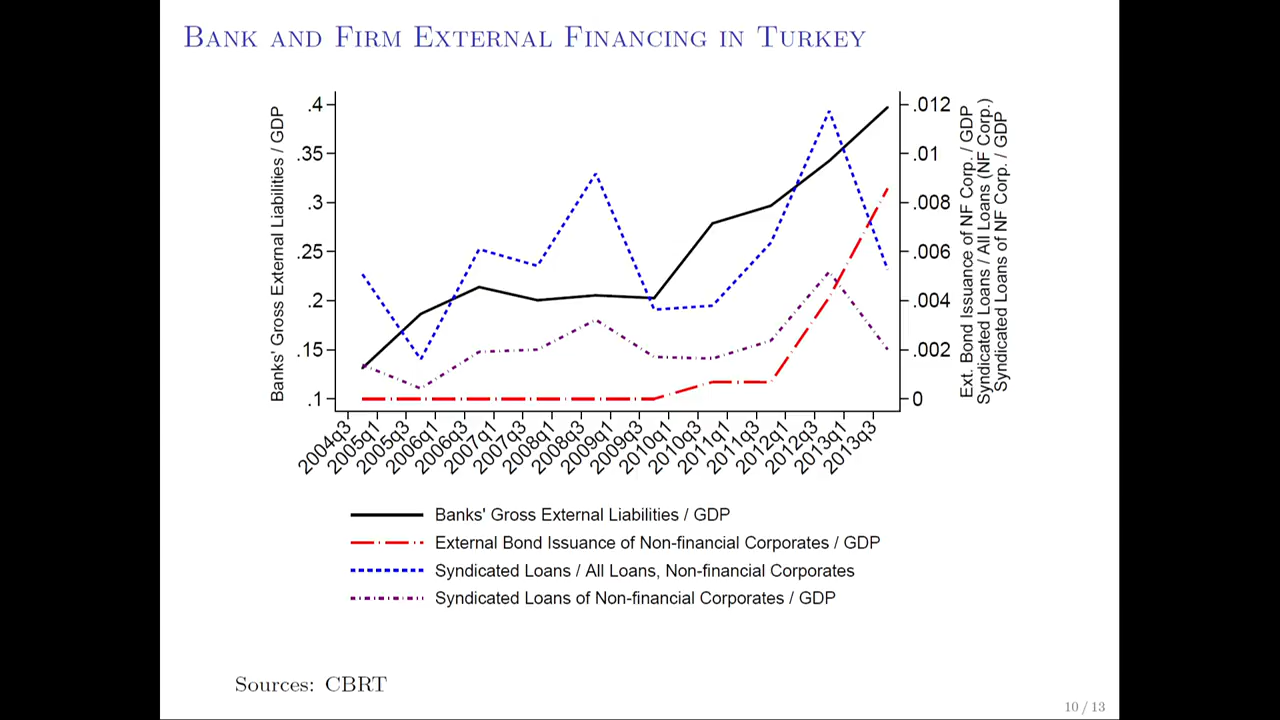 BANK AND FIRM EXTERNAL FINANCING IN TURKEY
Banks' Gross External Liabilities / GDP
.4
.35
.3
.25
.2
.15
.1
.012
.01
.008
.006
.004
.002
0
Ext. Bond Issuance of NF Corp. / GDP
Syndicated Loans / All Loans (NF Corp.)
Syndicated Loans of NF Corp. / GDP
2004q3
2005q1
2005q3
2006q1
2006q3
2007q1
2007q3
2008q1
2008q3
2009q1
2009q3
2010q1
2010q3
2011q1
2011q3
2012q1
2012q3
2013q1
2013q3
Banks' Gross External Liabilities / GDP
External Bond Issuance of Non-financial Corporates / GDP
Syndicated Loans / All Loans, Non-financial Corporates
Syndicated Loans of Non-financial Corporates / GDP
Sources: CBRT
10 / 13